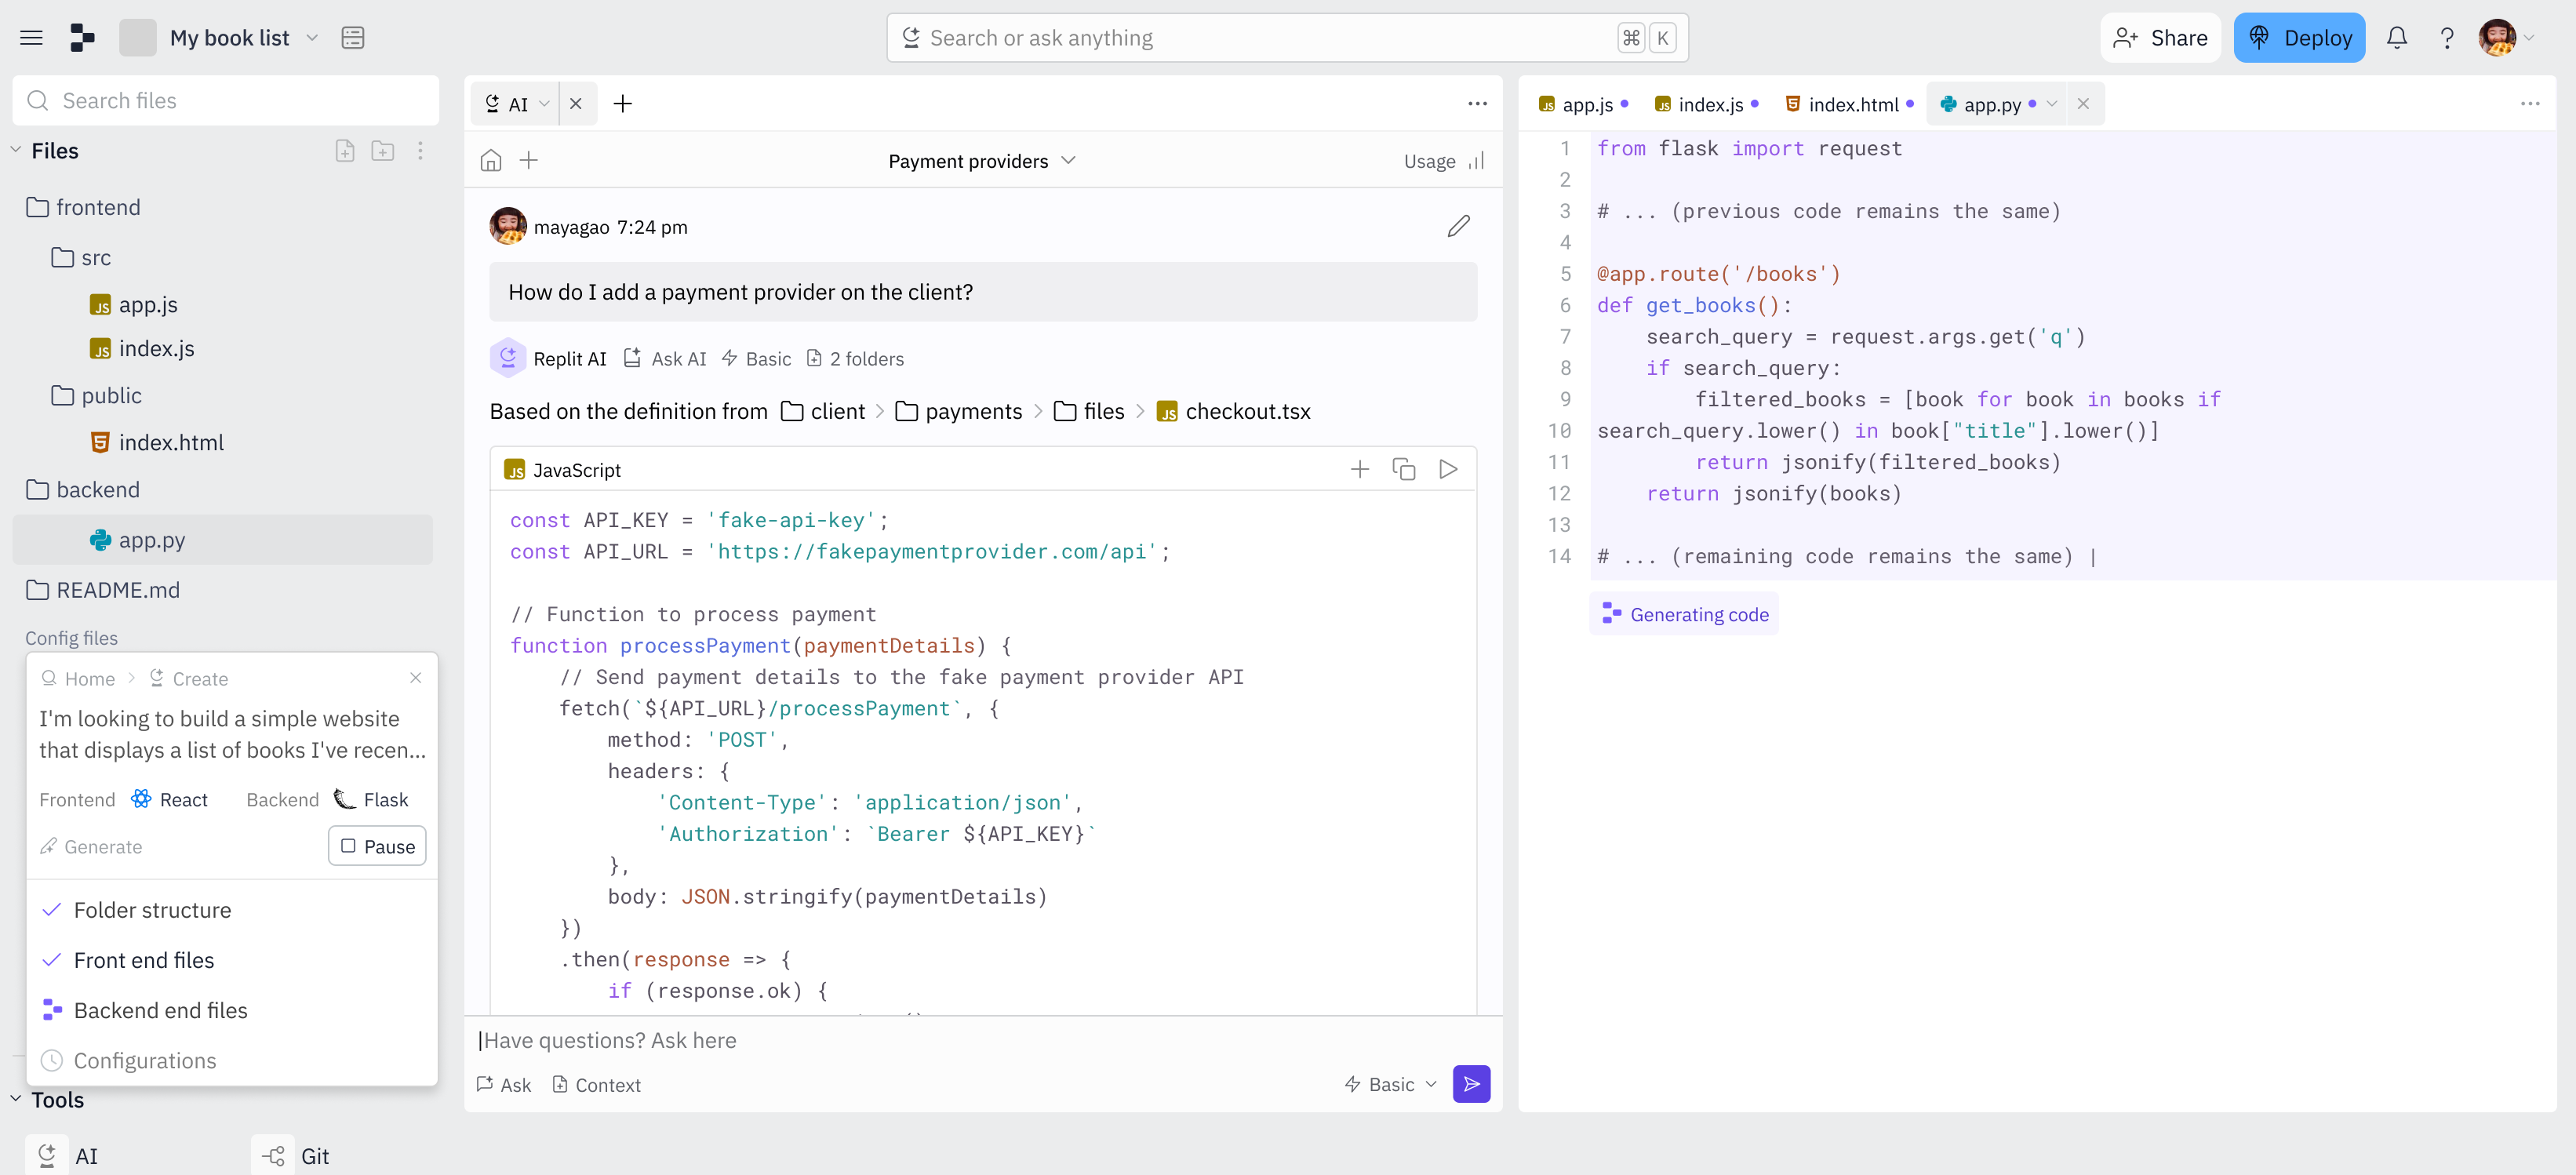 My book list
Search or ask anything
⌘ K
Share
Deploy
Search files
Files
frontend
src
JS app.js
JS index.js
public
index.html
backend
app.py
README.md
Config files
Home > Create
I'm looking to build a simple website
that displays a list of books I've recen...
Frontend React Backend Flask
Generate Pause
Folder structure
Front end files
Backend end files
Configurations
Tools
AI Git
AI
Payment providers
Usage
mayagao 7:24 pm
How do I add a payment provider on the client?
Replit AI Ask AI Basic 2 folders
Based on the definition from client > payments > files > JS checkout.tsx
JS JavaScript
const API_KEY = 'fake-api-key';
const API_URL = 'https://fakepaymentprovider.com/api';
// Function to process payment
function processPayment(paymentDetails) {
// Send payment details to the fake payment provider API
fetch(`${API_URL}/processPayment`, {
method: 'POST',
headers: {
'Content-Type': 'application/json',
'Authorization': `Bearer ${API_KEY}`
},
body: JSON.stringify(paymentDetails)
})
.then(response => {
if (response.ok) {
Have questions? Ask here
Ask Context Basic
JS app.js JS index.js index.html app.py
1 from flask import request
2
3 # ... (previous code remains the same)
4
5 @app.route('/books')
6 def get_books():
7 search_query = request.args.get('q')
8 if search_query:
9 filtered_books = [book for book in books if
10 search_query.lower() in book["title"].lower()]
11 return jsonify(filtered_books)
12 return jsonify(books)
13
14 # ... (remaining code remains the same) |
Generating code